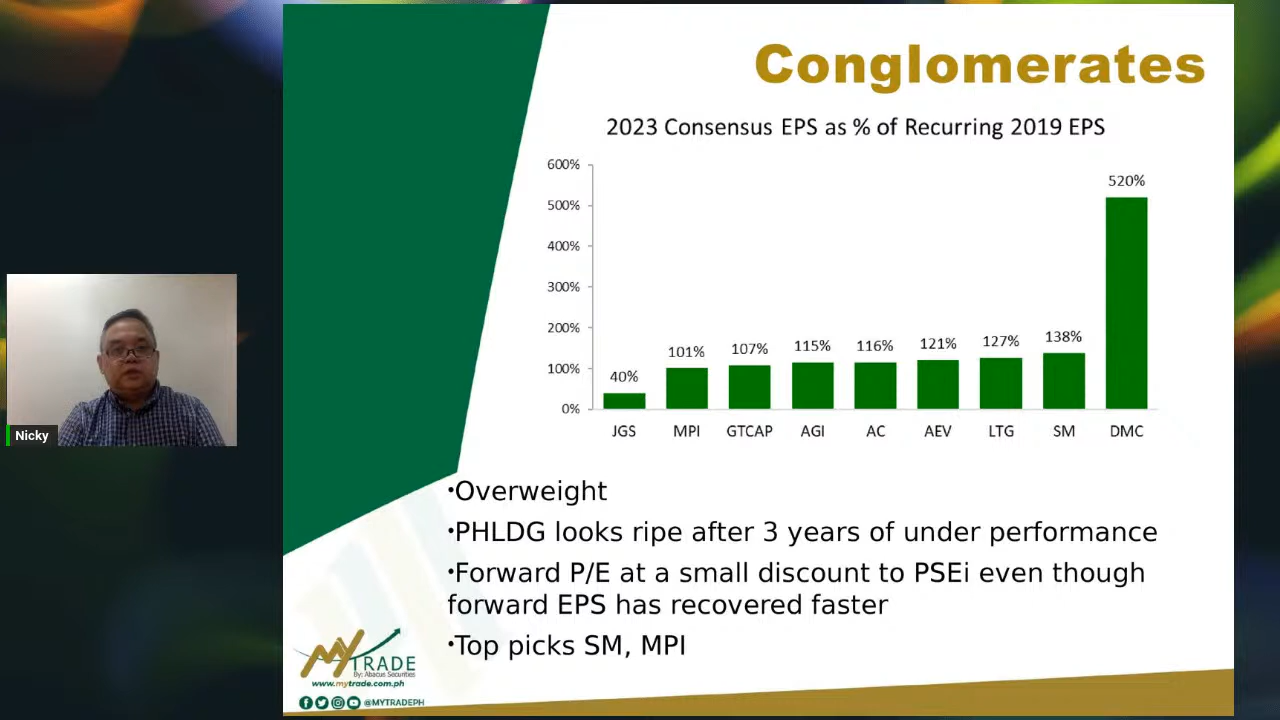 Conglomerates
2023 Consensus EPS as % of Recurring 2019 EPS
600%
500%
400%
300%
200%
100%
0%
40%
101%
107%
115%
116%
121%
127%
138%
520%
JGS
MPI
GTCAP
AGI
AC
AEV
LTG
SM
DMC
•Overweight
•PHLDG looks ripe after 3 years of under performance
•Forward P/E at a small discount to PSEi even though
forward EPS has recovered faster
•Top picks SM, MPI
Nicky
MYTRADE
By: Abacus Securities
www.mytrade.com.ph
@MYTRADEPH